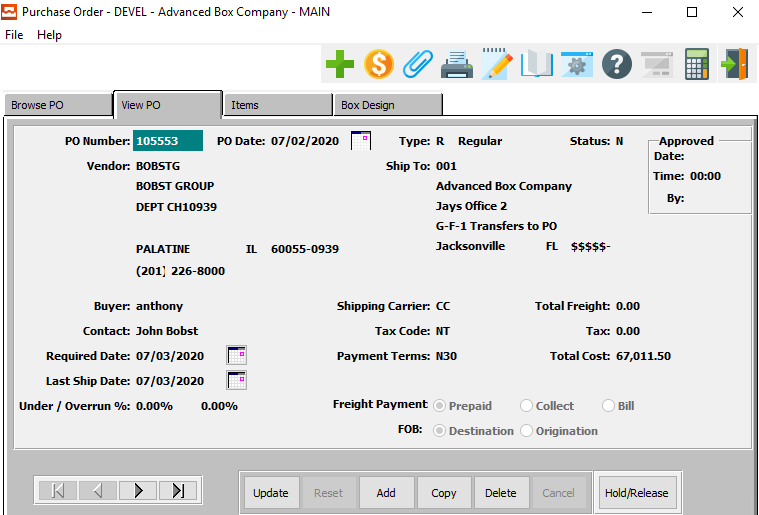 Purchase Order - DEVEL - Advanced Box Company - MAIN
File Help
Browse PO View PO Items Box Design
PO Number: 105553 PO Date: 07/02/2020 Type: R Regular Status: N Approved
Date:
Vendor: BOBSTG Ship To: 001
Time: 00:00
BOBST GROUP Advanced Box Company
By:
DEPT CH10939 Jays Office 2
G-F-1 Transfers to PO
PALATINE IL 60055-0939 Jacksonville FL $$$$$-
(201) 226-8000
Buyer: anthony Shipping Carrier: CC Total Freight: 0.00
Contact: John Bobst Tax Code: NT Tax: 0.00
Required Date: 07/03/2020 Payment Terms: N30 Total Cost: 67,011.50
Last Ship Date: 07/03/2020
Under / Overrun %: 0.00% 0.00% Freight Payment Prepaid Collect Bill
FOB: Destination Origination
Update Reset Add Copy Delete Cancel Hold/Release